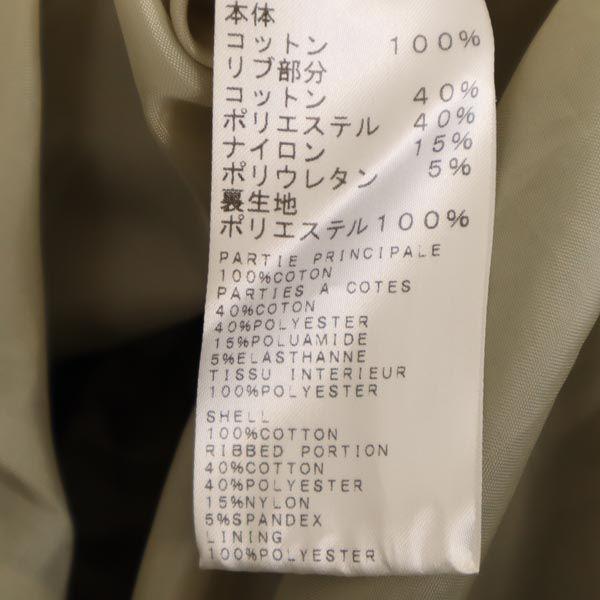 本体
コットン 100%
リブ部分
コットン 40%
ポリエステル 40%
ナイロン 15%
ポリウレタン 5%
裏生地
ポリエステル100%
PARTIE PRINCIPALE
100%COTON
PARTIES A COTES
40%COTON
40%POLYESTER
15%POLUAMIDE
5%ELASTHANNE
TISSU INTERIEUR
100%POLYESTER
SHELL
100%COTTON
RIBBED PORTION
40%COTTON
40%POLYESTER
15%NYLON
5%SPANDEX
LINING
100%POLYESTER